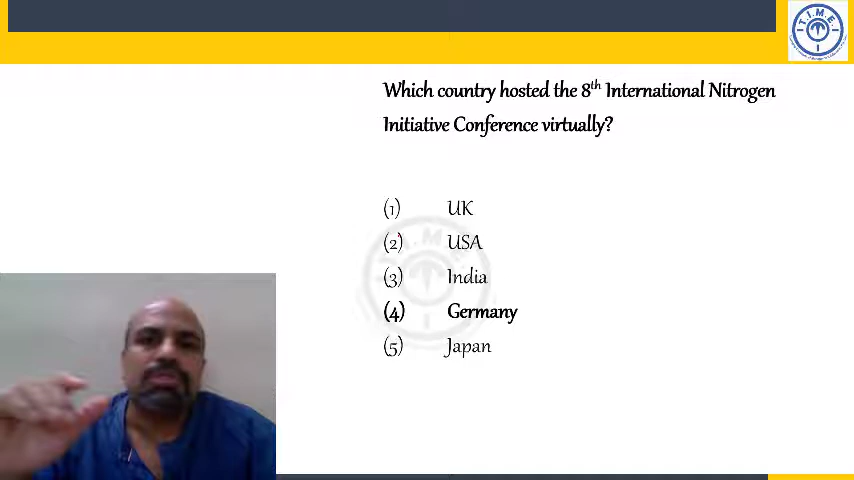 T.I.M.E.
Which country hosted the 8th International Nitrogen
Initiative Conference virtually?
(1) UK
(2) USA
(3) India
(4) Germany
(5) Japan